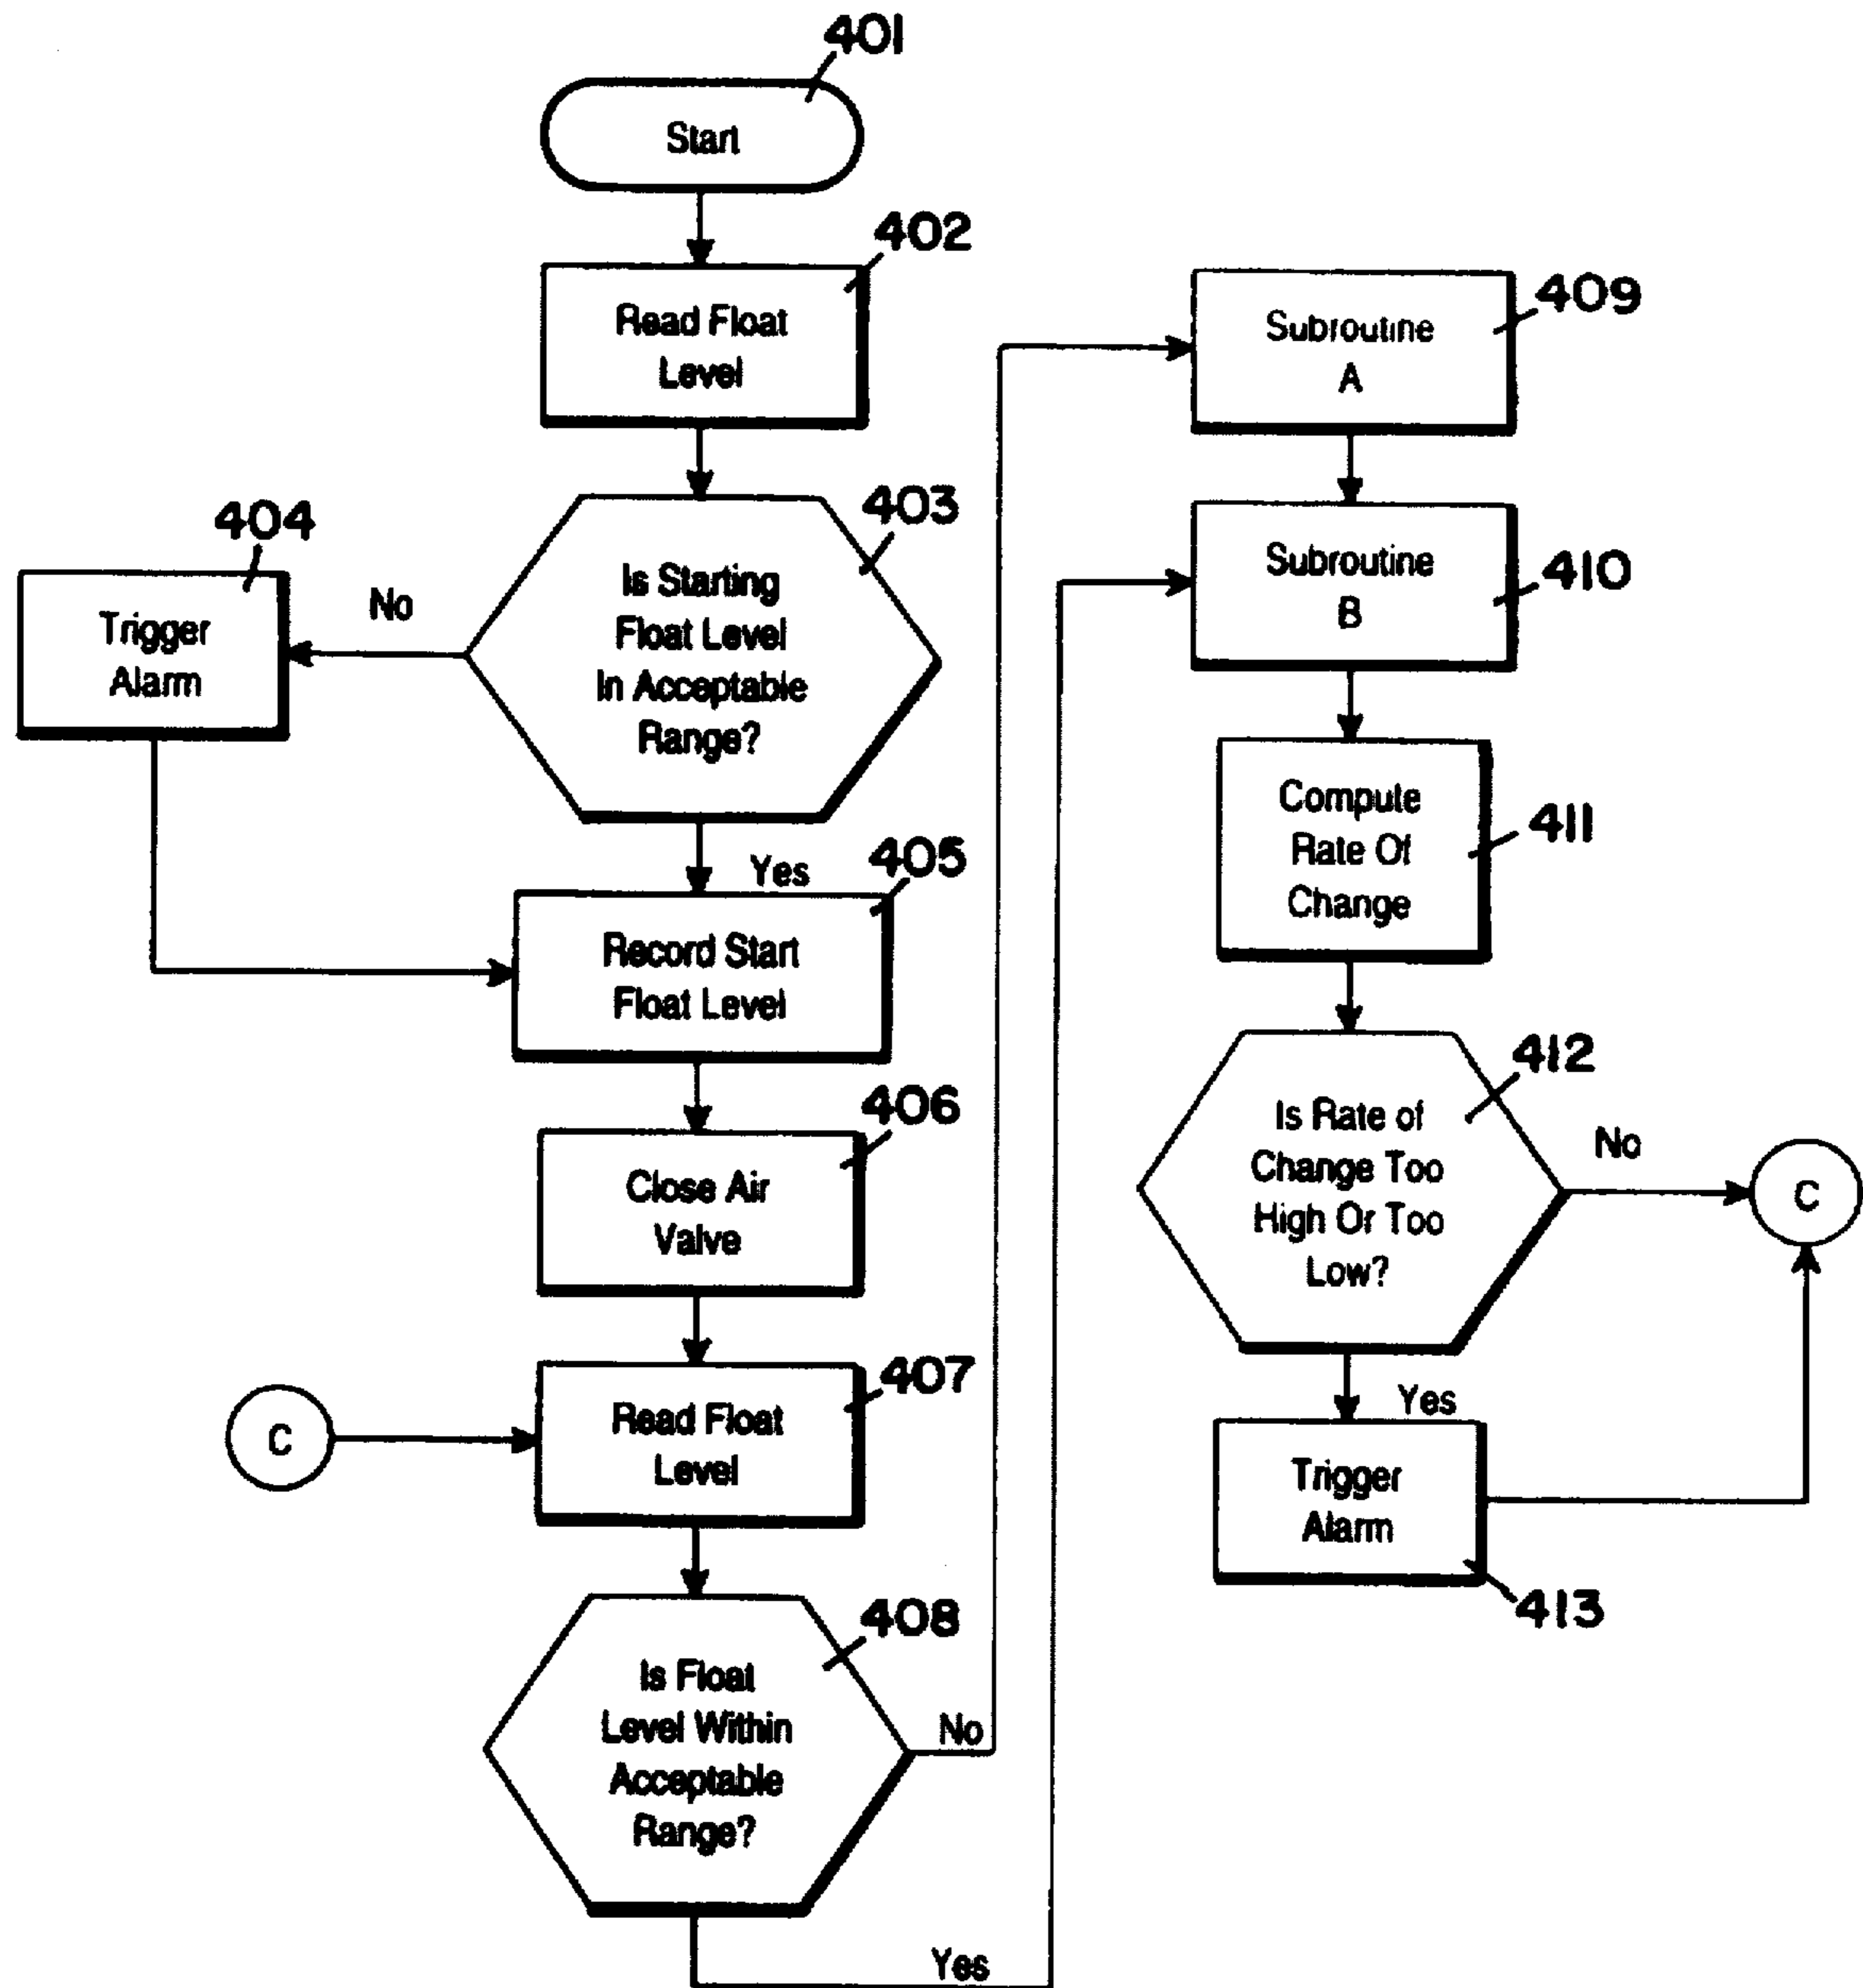 401
Start
402
Read Float
Level
403
Is Starting
Float Level
In Acceptable
Range?
No
404
Trigger
Alarm
Yes
405
Record Start
Float Level
406
Close Air
Valve
407
Read Float
Level
C
408
Is Float
Level Within
Acceptable
Range?
No
Yes
409
Subroutine
A
410
Subroutine
B
411
Compute
Rate Of
Change
412
Is Rate of
Change Too
High Or Too
Low?
No
C
Yes
Trigger
Alarm
413